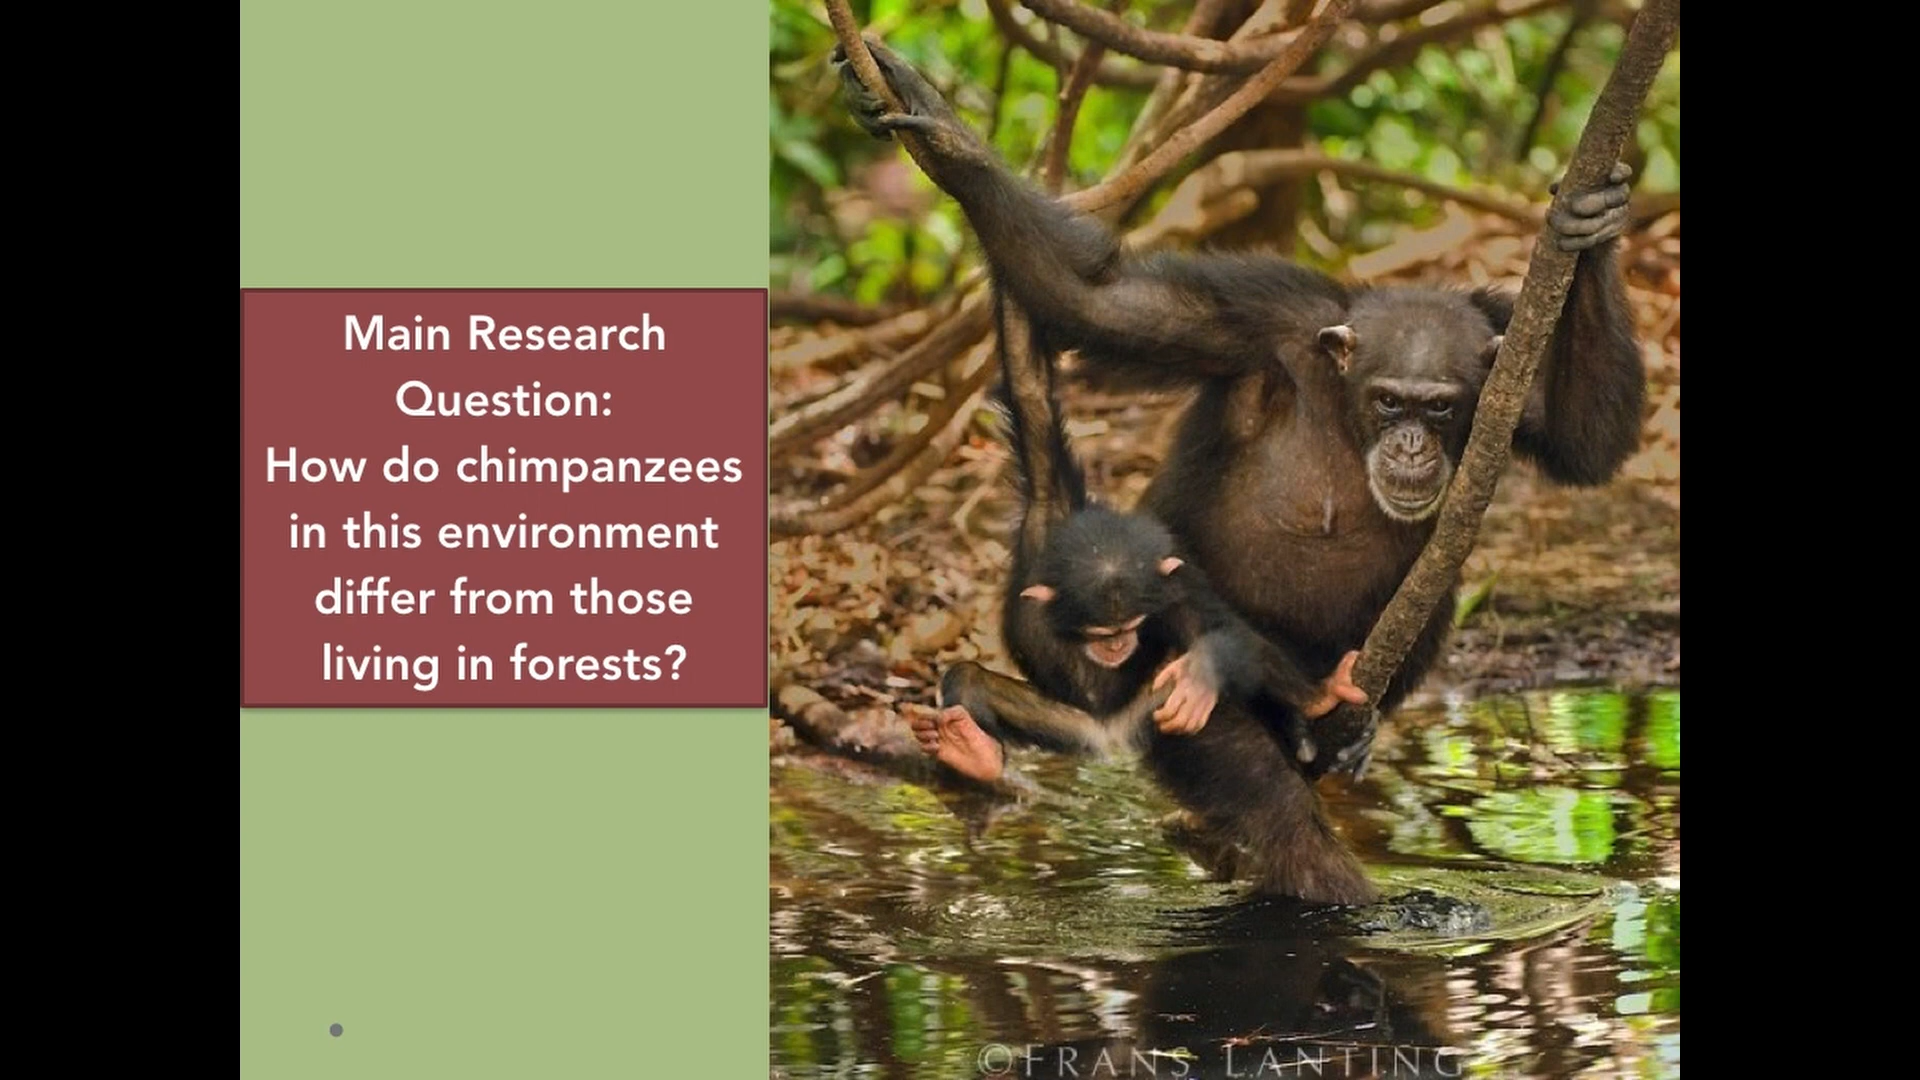 Main Research
Question:
How do chimpanzees
in this environment
differ from those
living in forests?
©FRANS LANTING